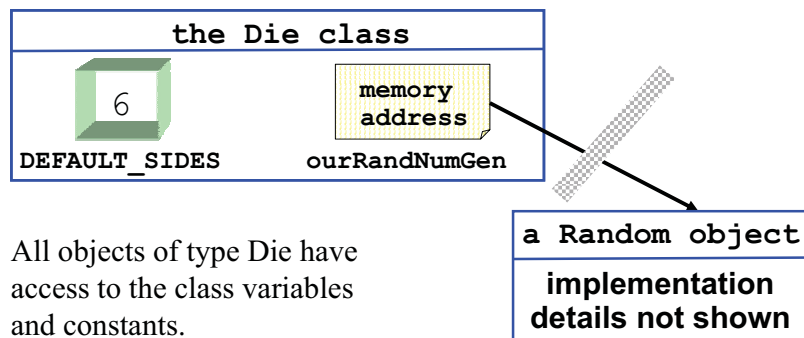 the Die class
6
memory
address
DEFAULT_SIDES
ourRandNumGen
All objects of type Die have
access to the class variables
and constants.
a Random object
implementation
details not shown